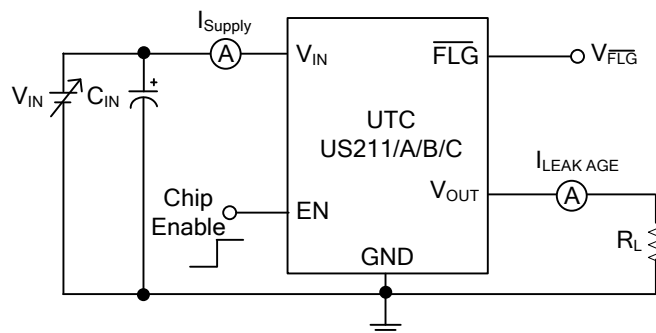 I_Supply
A
V_IN
FLG
V_FLG
V_IN
C_IN
+
UTC
US211/A/B/C
I_LEAK AGE
V_OUT
A
Chip
Enable
EN
R_L
GND